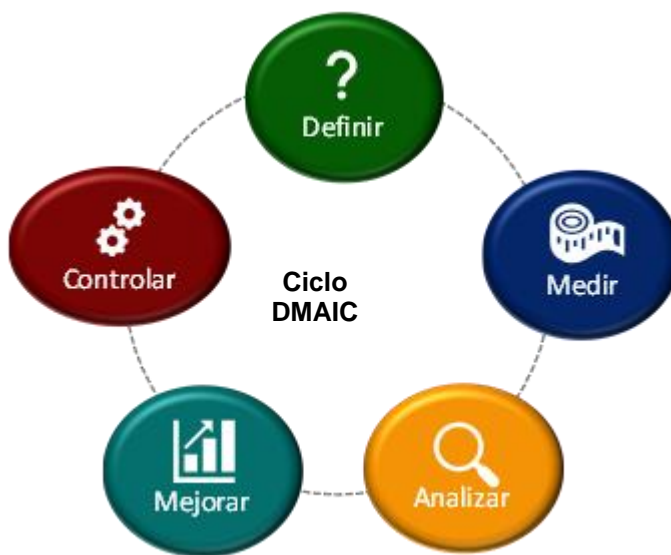 ?
Definir
Medir
Analizar
Mejorar
Controlar
Ciclo
DMAIC